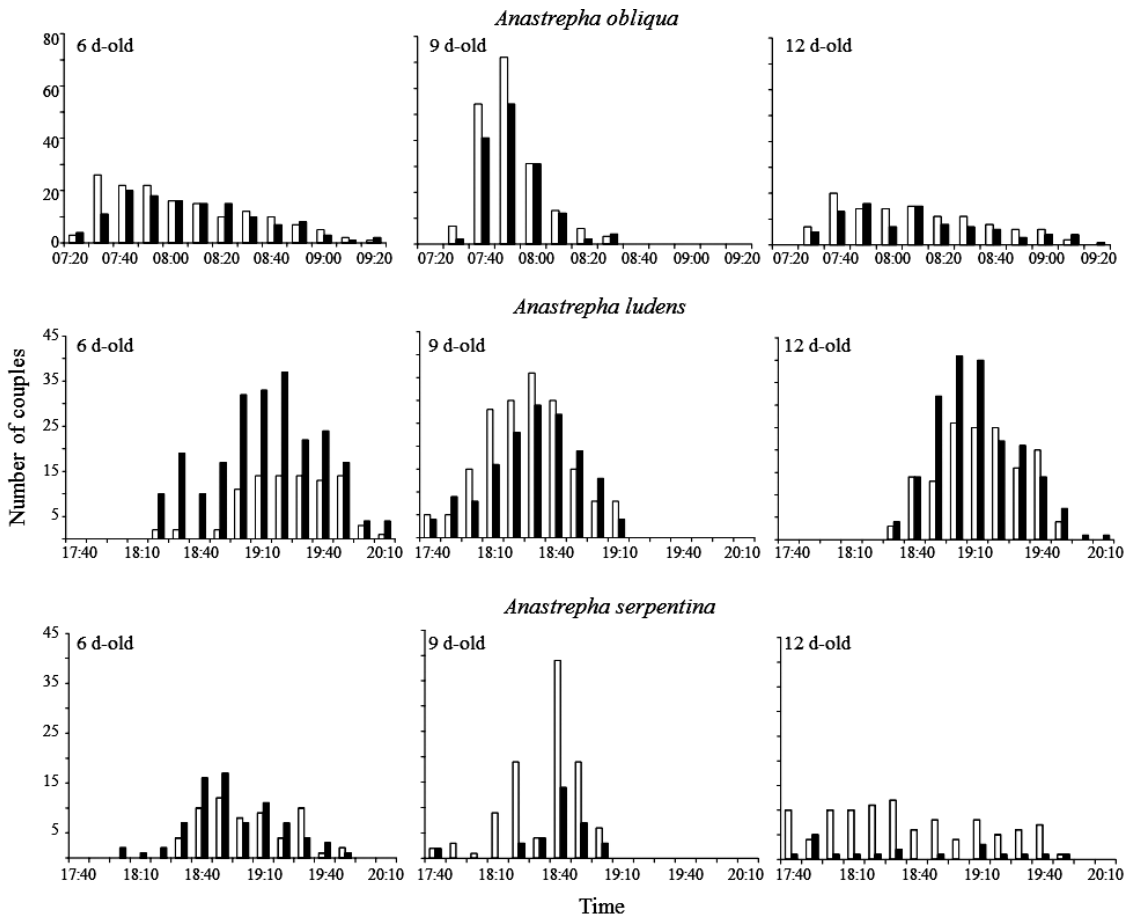 Anastrepha obliqua
6 d-old
9 d-old
12 d-old
80
60
40
20
0
07:20 07:40 08:00 08:20 08:40 09:00 09:20
07:20 07:40 08:00 08:20 08:40 09:00 09:20
07:20 07:40 08:00 08:20 08:40 09:00 09:20
Anastrepha ludens
Number of couples
6 d-old
9 d-old
12 d-old
45
35
25
15
5
17:40 18:10 18:40 19:10 19:40 20:10
18:10 18:40 19:10 19:40 20:10
17:40 18:10 18:40 19:10 19:40 20:10
Anastrepha serpentina
6 d-old
9 d-old
12 d-old
45
35
25
15
5
17:40 18:10 18:40 19:10 19:40 20:10
17:40 18:10 18:40 19:10 19:40 20:10
17:40 18:10 18:40 19:10 19:40 20:10
Time